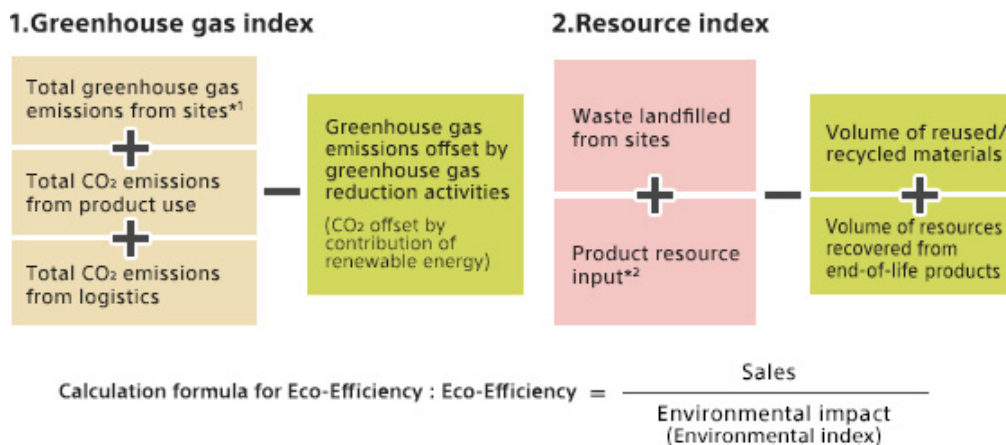 1.Greenhouse gas index
Total greenhouse gas
emissions from sites*1
+
Total CO2 emissions
from product use
+
Total CO2 emissions
from logistics
−
Greenhouse gas
emissions offset by
greenhouse gas
reduction activities
(CO2 offset by
contribution of
renewable energy)
2.Resource index
Waste landfilled
from sites
+
Product resource
input*2
−
Volume of reused/
recycled materials
+
Volume of resources
recovered from
end-of-life products
Calculation formula for Eco-Efficiency : Eco-Efficiency =
Sales
Environmental impact
(Environmental index)